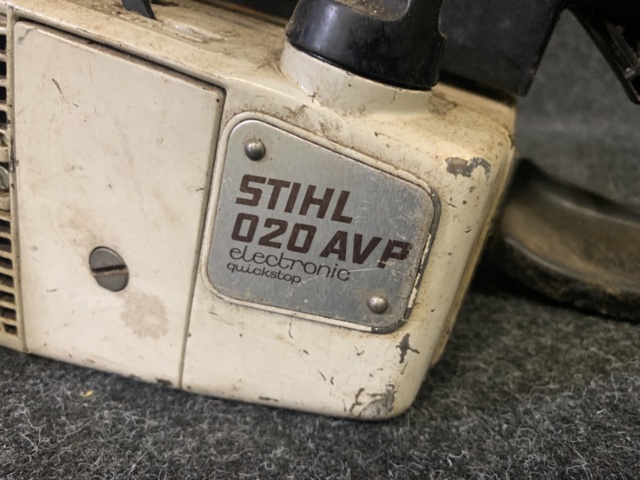 STIHL
020 AVP
electronic
quickstop